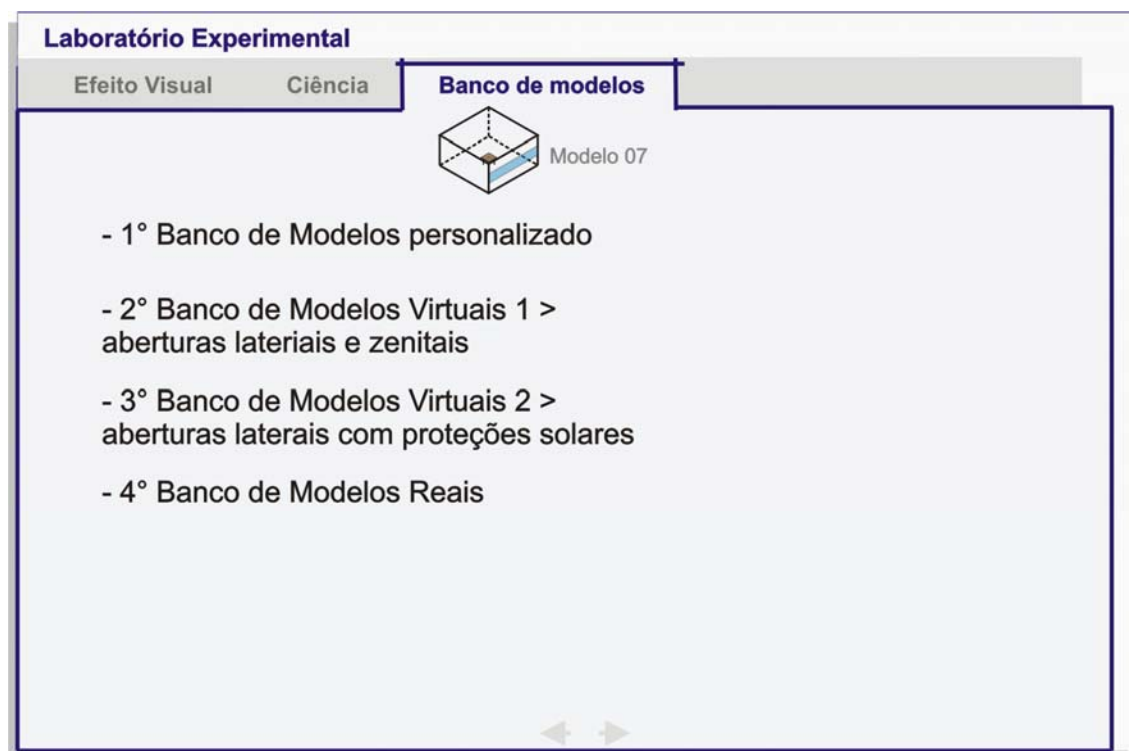 Laboratório Experimental
Efeito Visual Ciência Banco de modelos
Modelo 07
- 1° Banco de Modelos personalizado
- 2° Banco de Modelos Virtuais 1 >
aberturas lateriais e zenitais
- 3° Banco de Modelos Virtuais 2 >
aberturas laterais com proteções solares
- 4° Banco de Modelos Reais